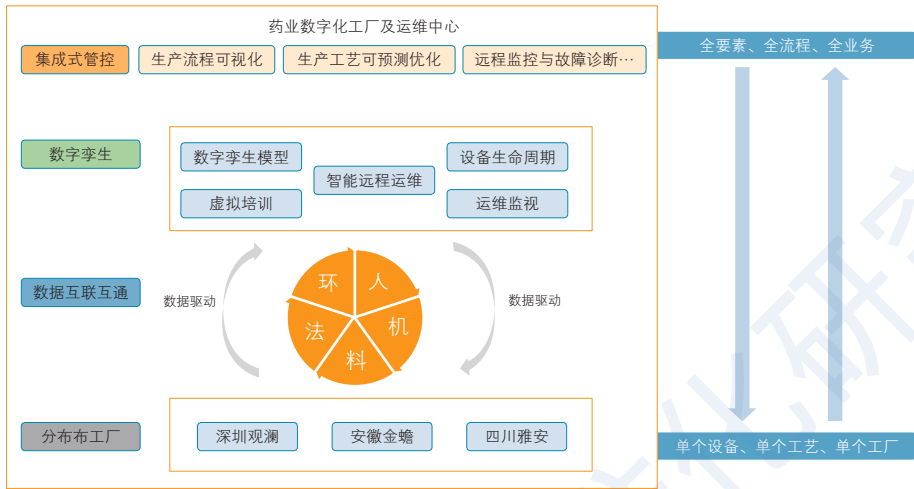 药业数字化工厂及运维中心
全要素、全流程、全业务
集成式管控
生产流程可视化
生产工艺可预测优化
远程监控与故障诊断…
数字孪生
数字孪生模型
智能远程运维
设备生命周期
虚拟培训
运维监视
数据互联互通
数据驱动
环
人
机
料
法
数据驱动
分布布工厂
深圳观澜
安徽金蟾
四川雅安
单个设备、单个工艺、单个工厂
化研究